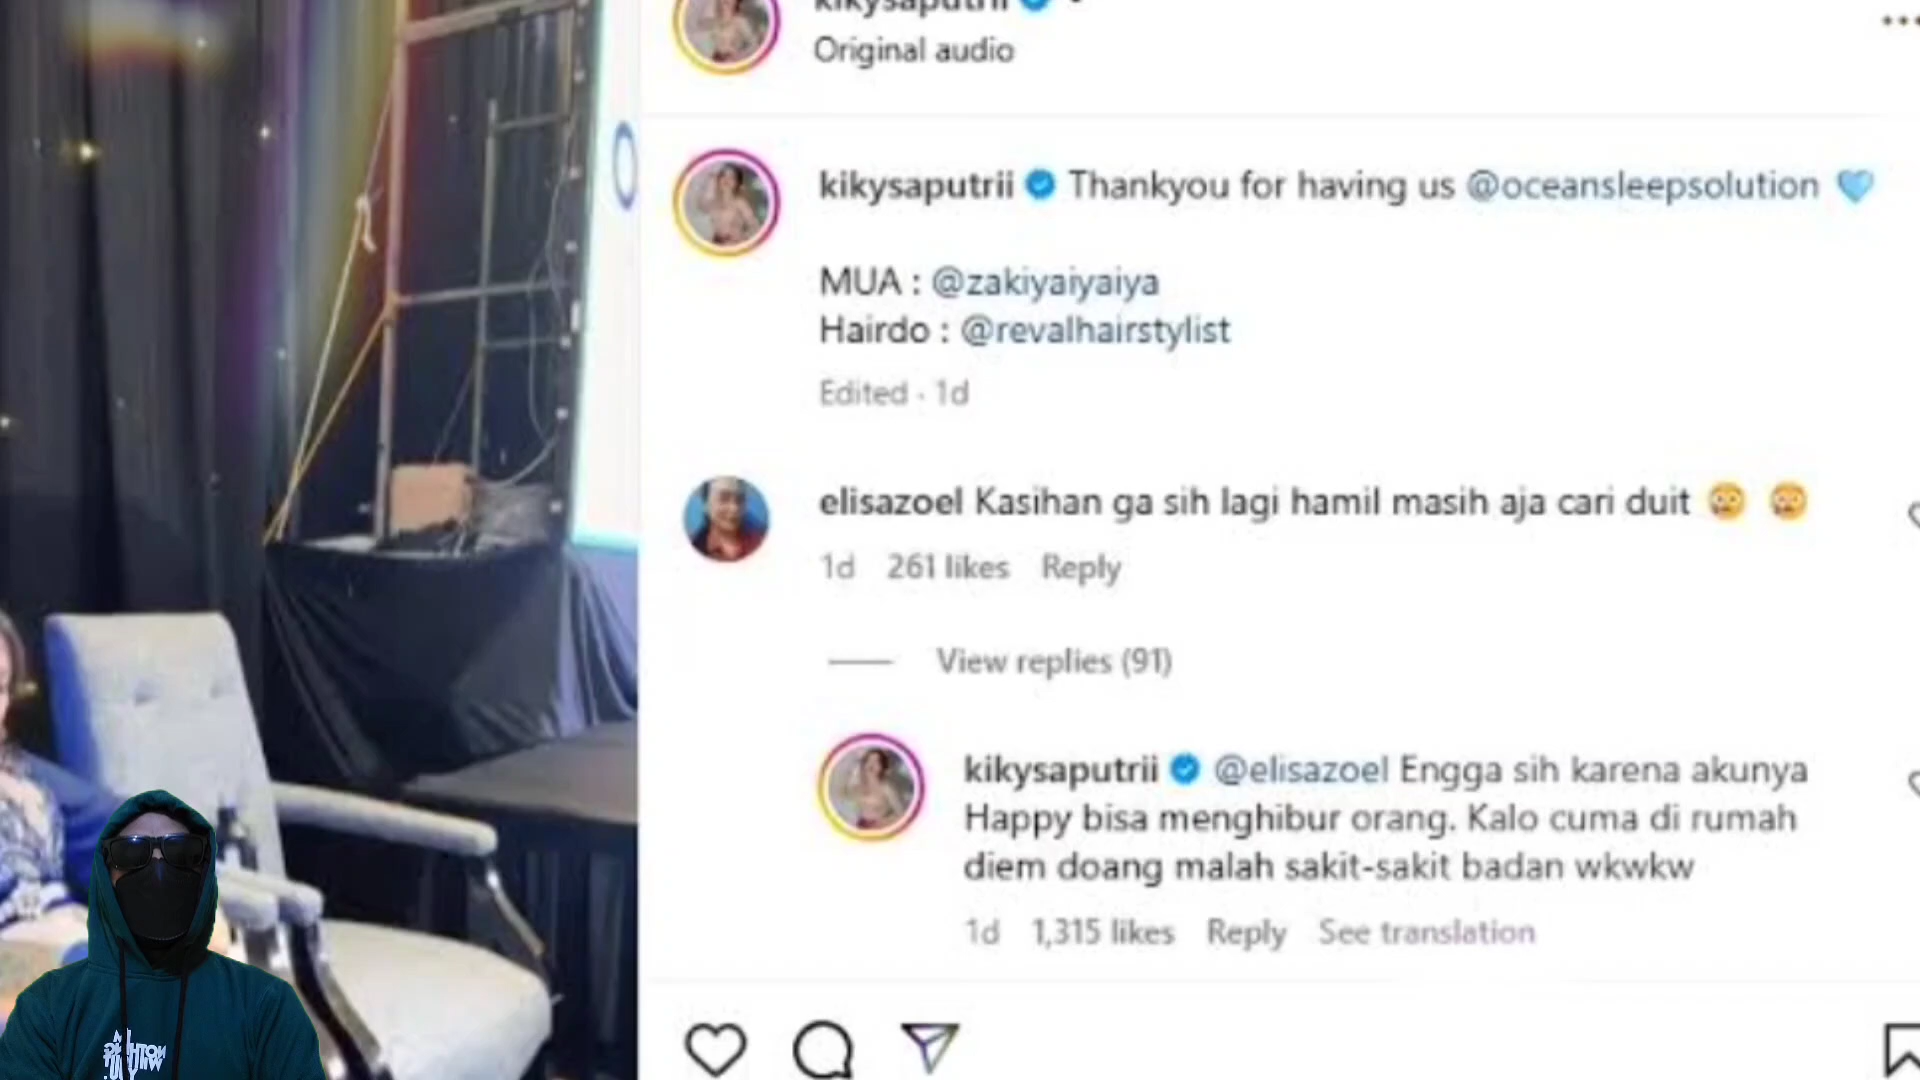 kikysaputrii
Original audio
kikysaputrii Thankyou for having us @oceansleepsolution 🩵
MUA : @zakiyaiyaiya
Hairdo : @revalhairstylist
Edited · 1d
elisazoel Kasihan ga sih lagi hamil masih aja cari duit 😳 😳
1d 261 likes Reply
View replies (91)
kikysaputrii @elisazoel Engga sih karena akunya
Happy bisa menghibur orang. Kalo cuma di rumah
diem doang malah sakit-sakit badan wkwkw
1d 1,315 likes Reply See translation